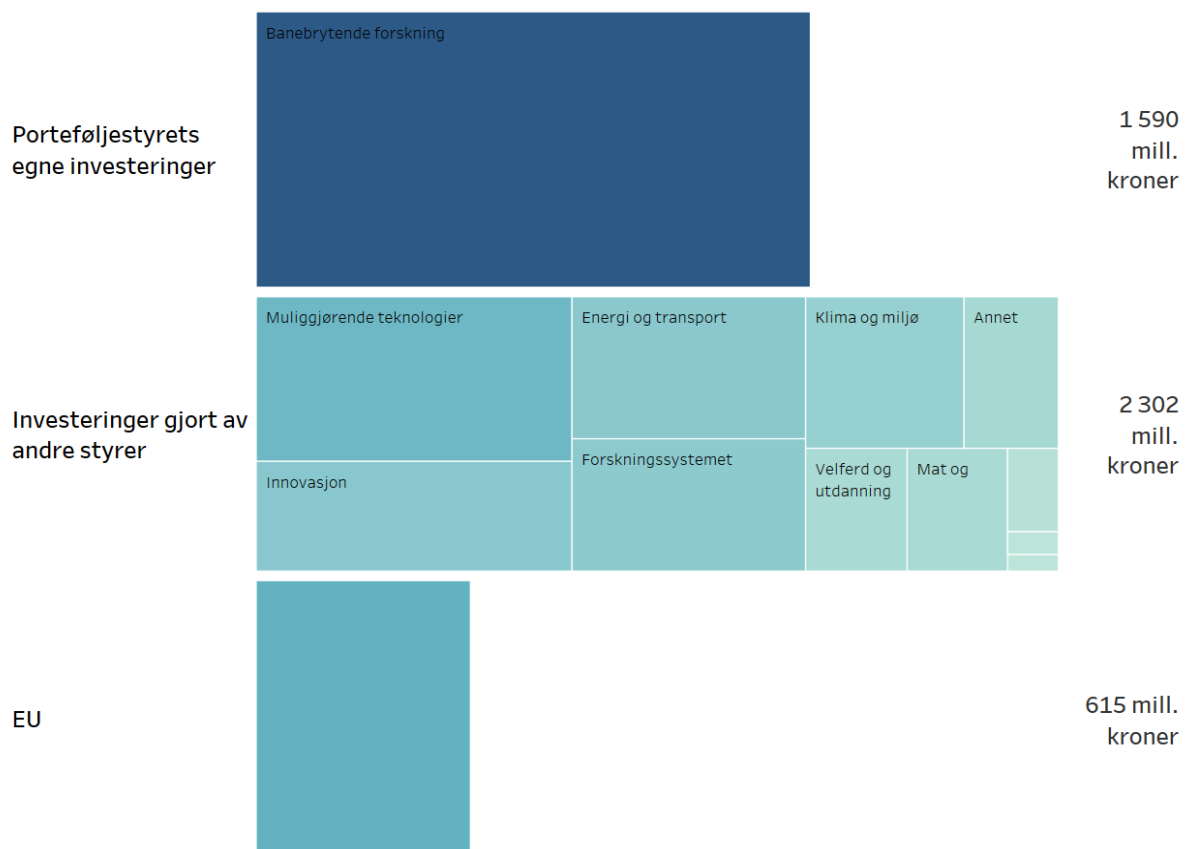 Banebrytende forskning
Porteføljestyrets
egne investeringer
1 590
mill.
kroner
Muliggjørende teknologier
Energi og transport
Klima og miljø
Annet
Investeringer gjort av
andre styrer
2 302
mill.
kroner
Innovasjon
Forskningssystemet
Velferd og
utdanning
Mat og
EU
615 mill.
kroner